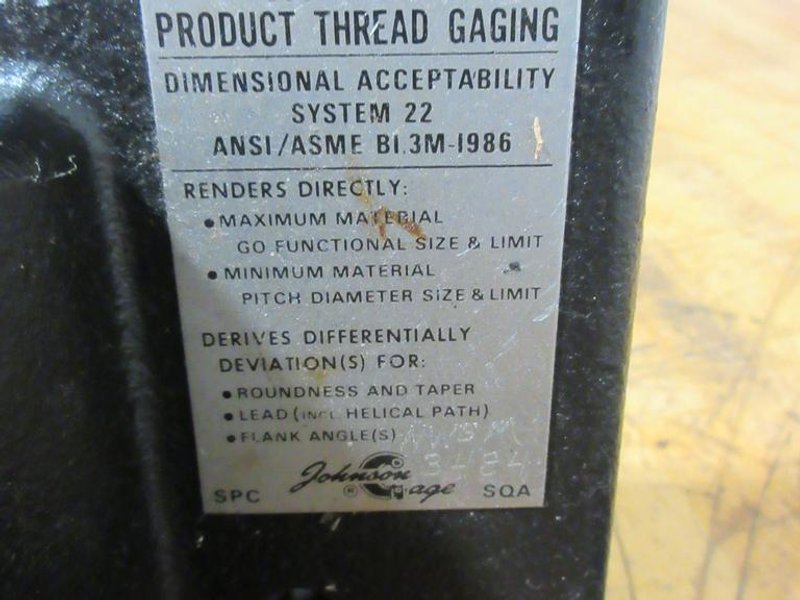 PRODUCT THREAD GAGING
DIMENSIONAL ACCEPTABILITY
SYSTEM 22
ANSI/ASME B1.3M-1986
RENDERS DIRECTLY:
• MAXIMUM MATERIAL
GO FUNCTIONAL SIZE & LIMIT
• MINIMUM MATERIAL
PITCH DIAMETER SIZE & LIMIT
DERIVES DIFFERENTIALLY
DEVIATION(S) FOR:
• ROUNDNESS AND TAPER
• LEAD (INCL HELICAL PATH)
• FLANK ANGLE(S)
SPC Johnson Gage SQA